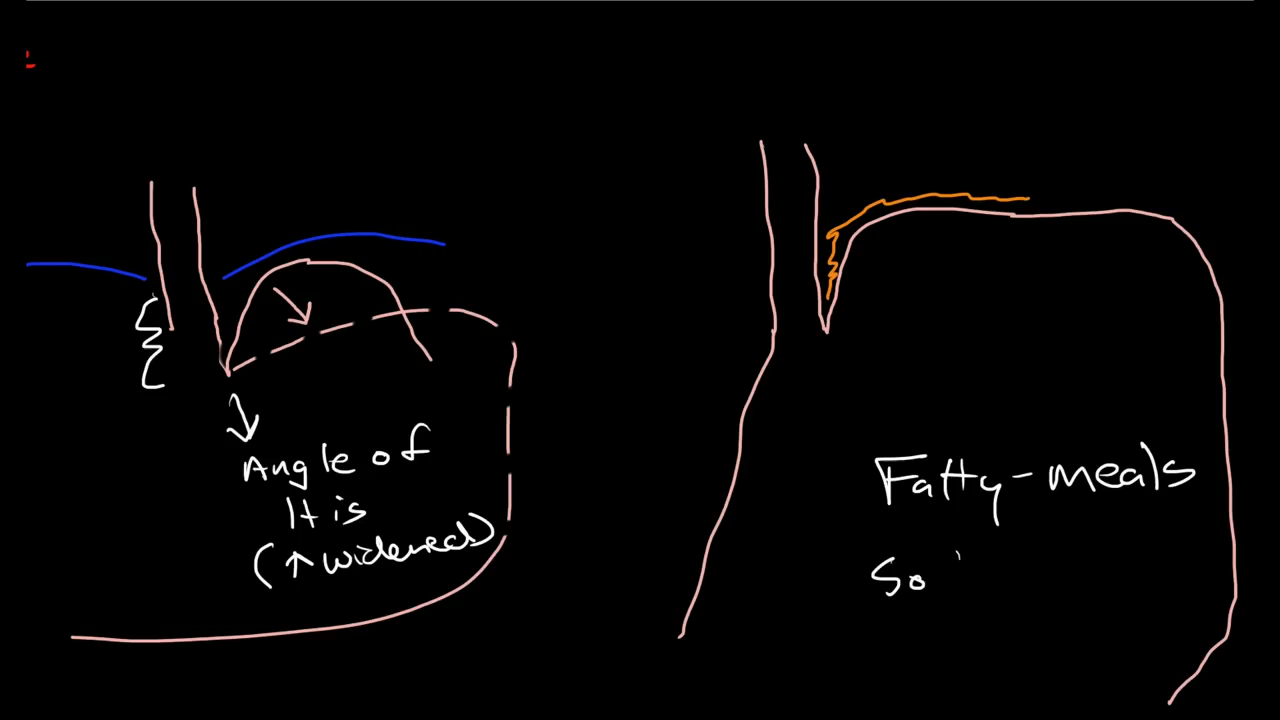 Angle of
It is
(↑ widened)
Fatty-meals
So